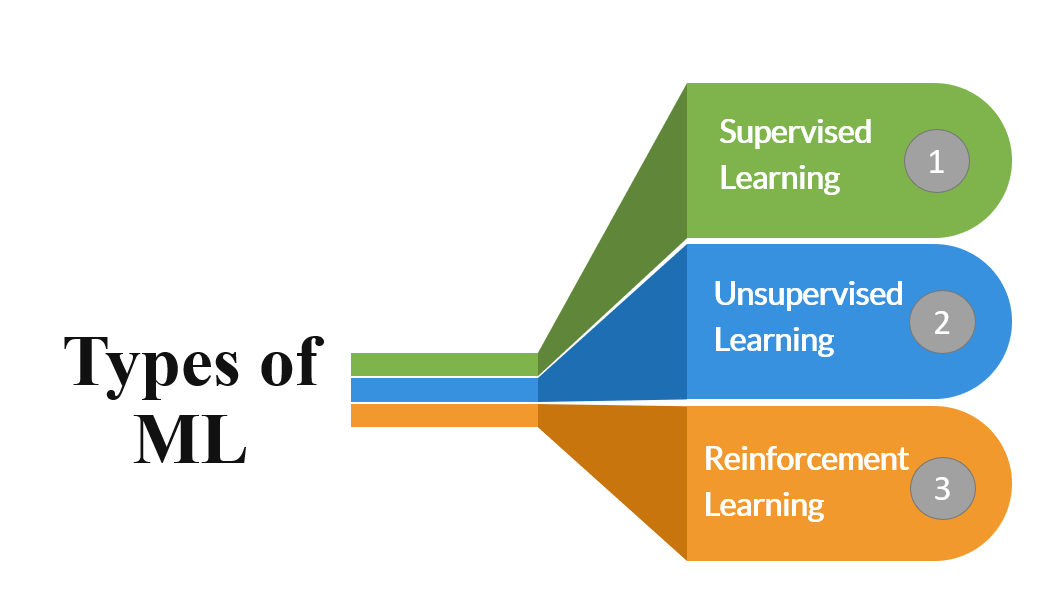 Types of
ML
Supervised
Learning
1
Unsupervised
Learning
2
Reinforcement
Learning
3